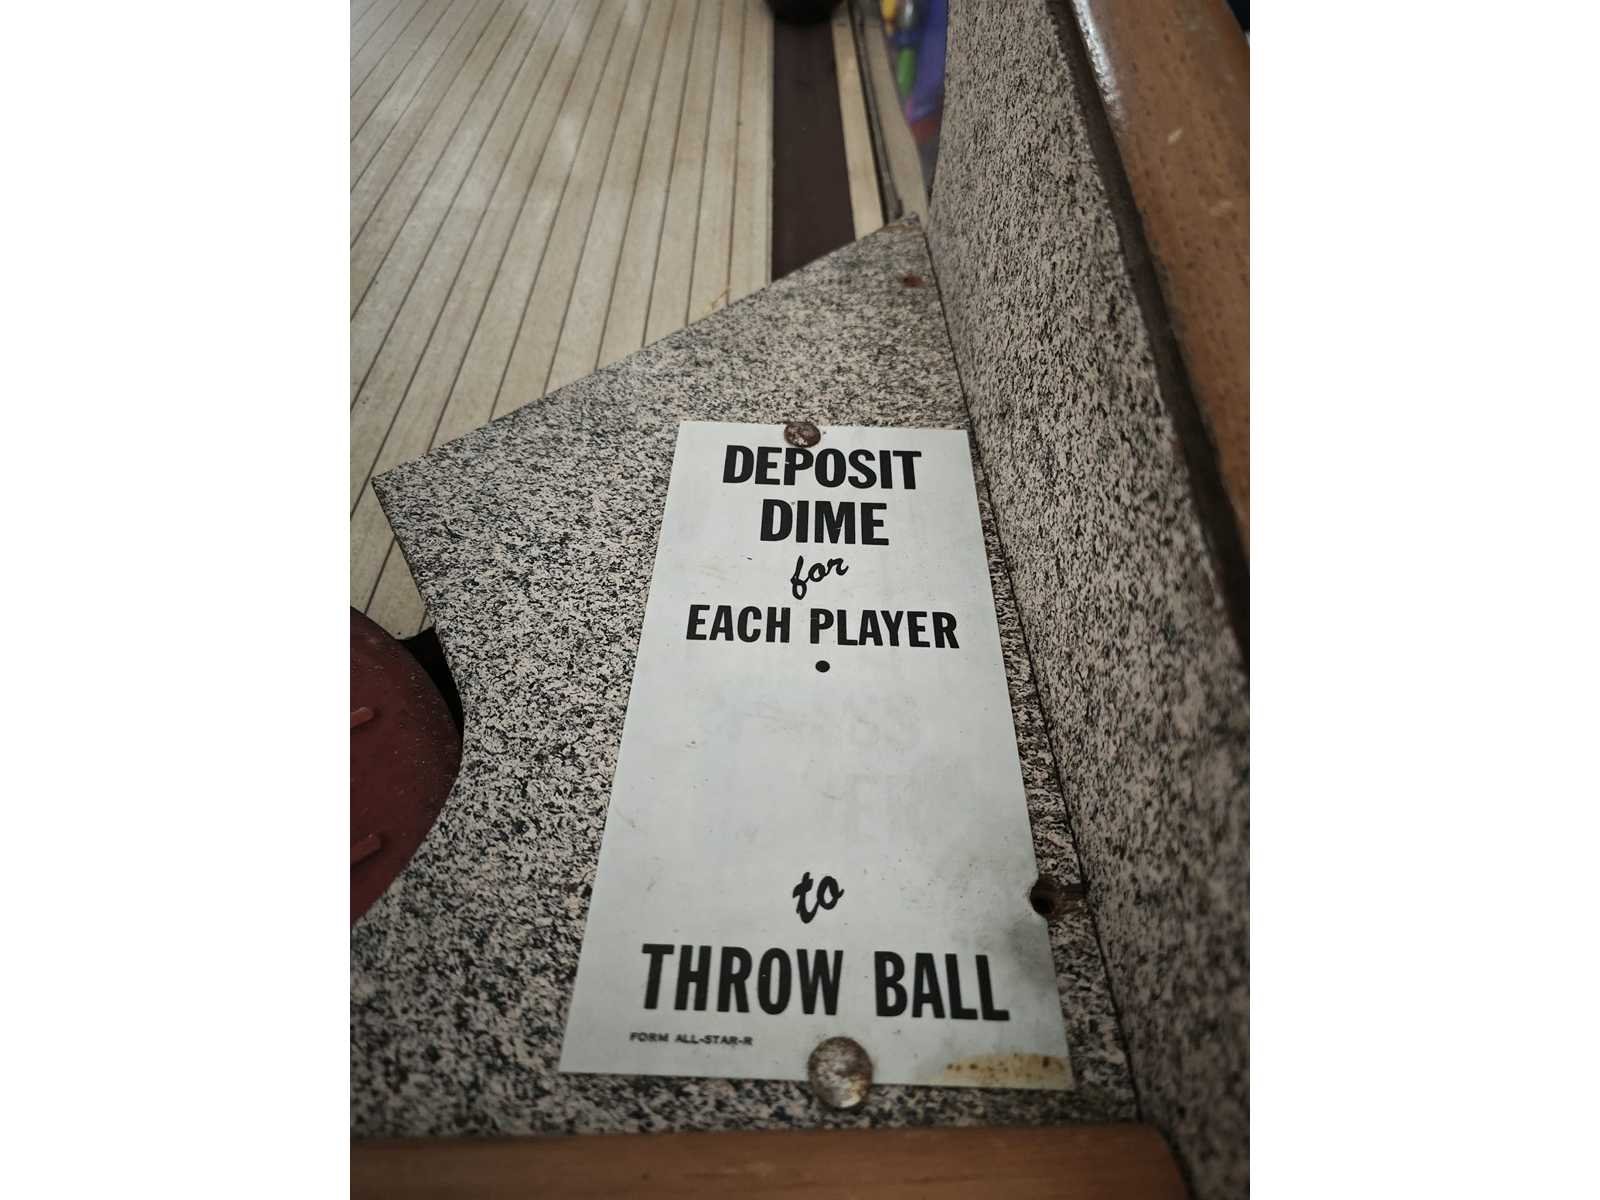 DEPOSIT
DIME
for
EACH PLAYER
•
to
THROW BALL
FORM ALL-STAR-R